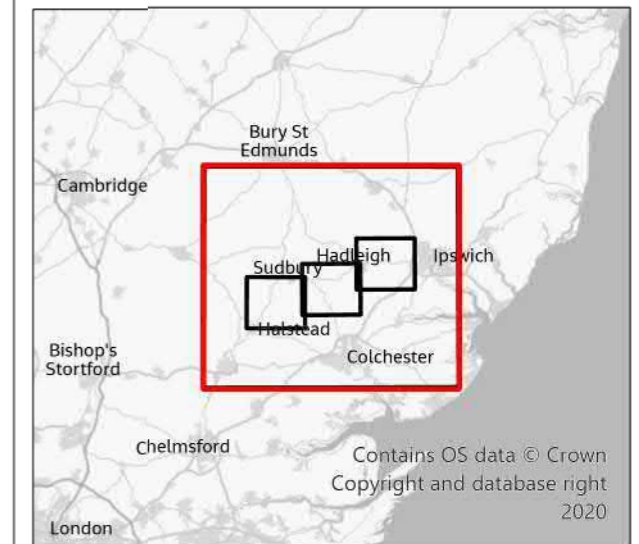 Bury St
Edmunds
Cambridge
Hadleigh
Ipswich
Sudbury
Halstead
Bishop's
Stortford
Colchester
Chelmsford
Contains OS data © Crown
Copyright and database right
2020
London